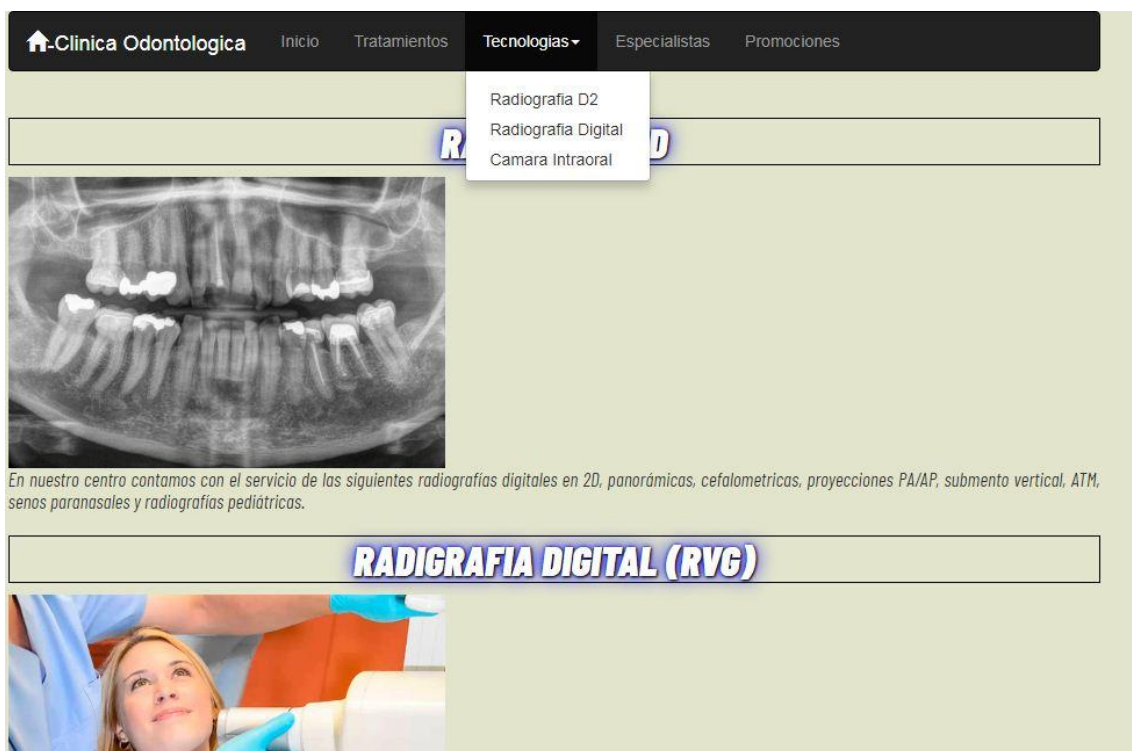 -Clinica Odontologica Inicio Tratamientos Tecnologias Especialistas Promociones
Radiografia D2
Radiografia Digital
Camara Intraoral
En nuestro centro contamos con el servicio de las siguientes radiografías digitales en 2D, panorámicas, cefalometricas, proyecciones PA/AP, submento vertical, ATM,
senos paranasales y radiografías pediátricas.
RADIGRAFIA DIGITAL (RVG)